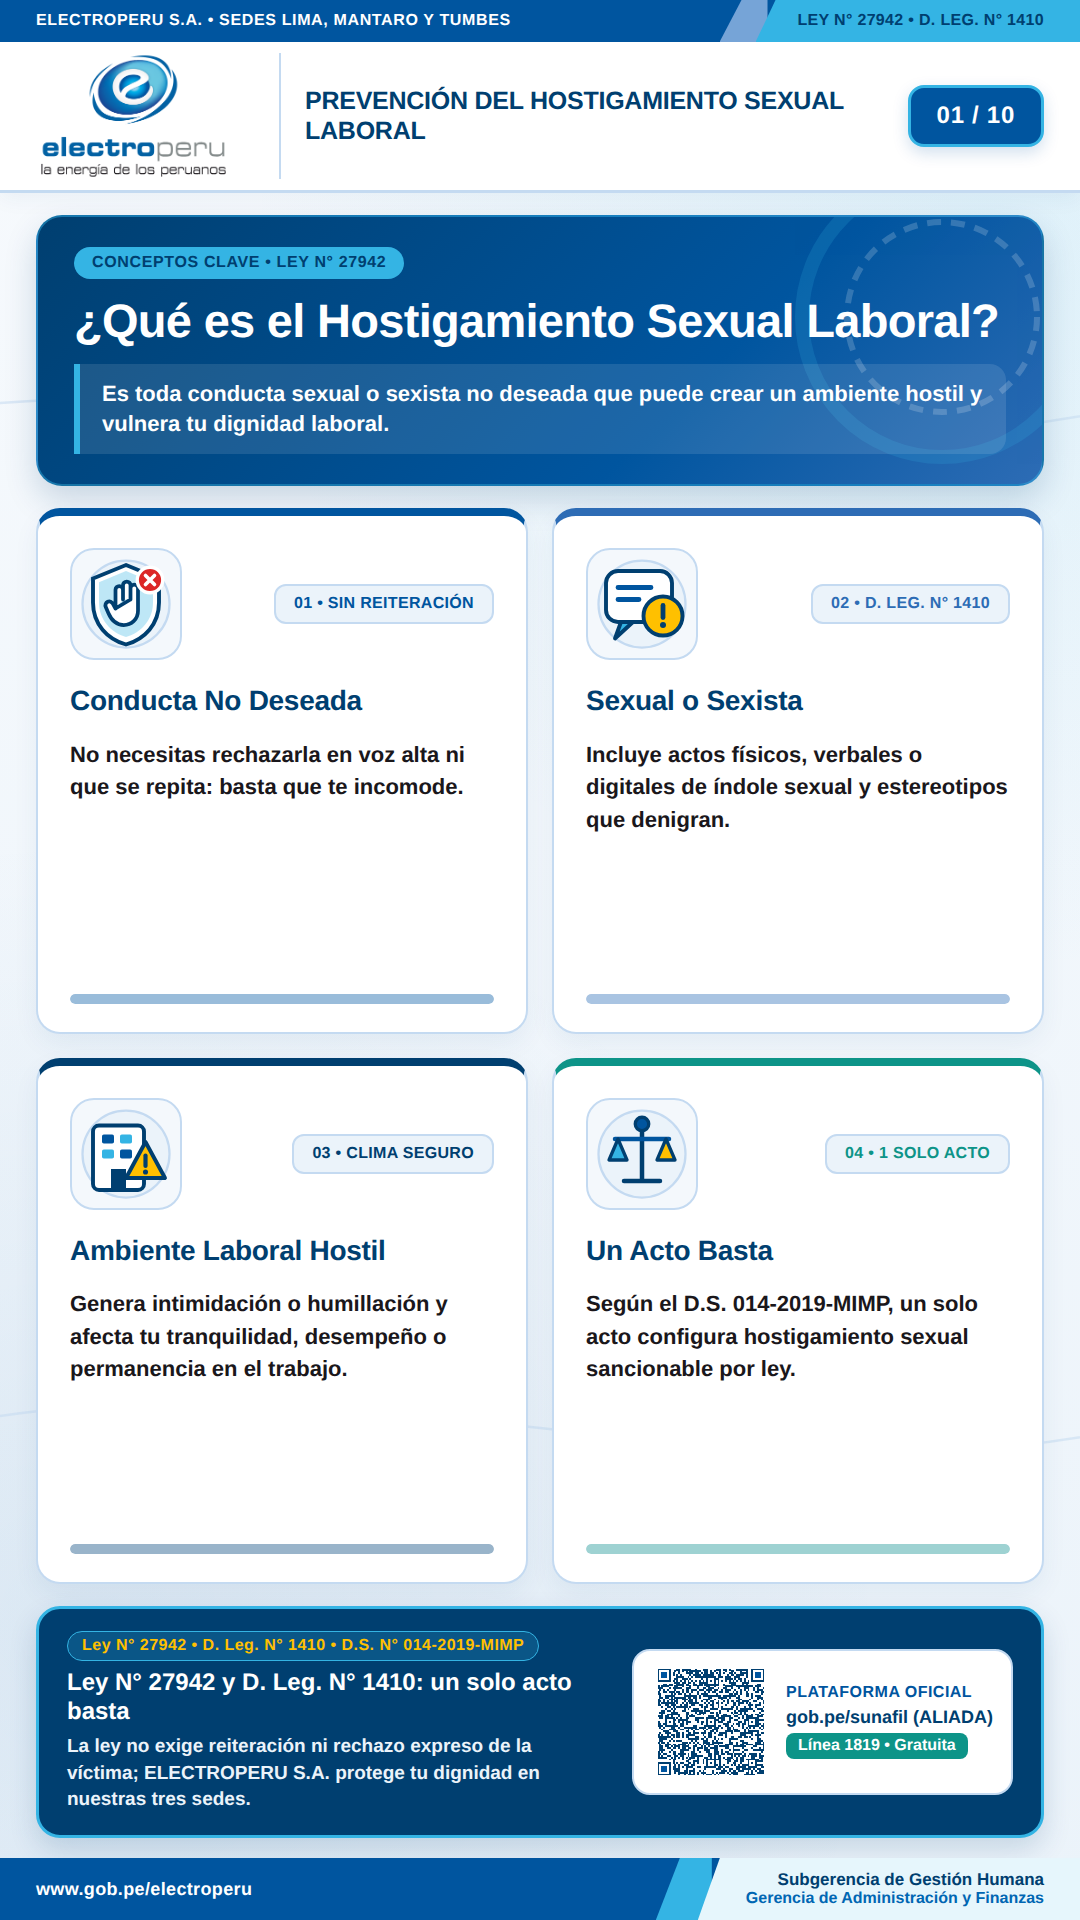 ELECTROPERU S.A. • SEDES LIMA, MANTARO Y TUMBES
LEY N° 27942 • D. LEG. N° 1410
electroperu
la energía de los peruanos
PREVENCIÓN DEL HOSTIGAMIENTO SEXUAL
LABORAL
01 / 10
CONCEPTOS CLAVE • LEY N° 27942
¿Qué es el Hostigamiento Sexual Laboral?
Es toda conducta sexual o sexista no deseada que puede crear un ambiente hostil y
vulnera tu dignidad laboral.
01 • SIN REITERACIÓN
Conducta No Deseada
No necesitas rechazarla en voz alta ni
que se repita: basta que te incomode.
02 • D. LEG. N° 1410
Sexual o Sexista
Incluye actos físicos, verbales o
digitales de índole sexual y estereotipos
que denigran.
03 • CLIMA SEGURO
Ambiente Laboral Hostil
Genera intimidación o humillación y
afecta tu tranquilidad, desempeño o
permanencia en el trabajo.
04 • 1 SOLO ACTO
Un Acto Basta
Según el D.S. 014-2019-MIMP, un solo
acto configura hostigamiento sexual
sancionable por ley.
Ley N° 27942 • D. Leg. N° 1410 • D.S. N° 014-2019-MIMP
Ley N° 27942 y D. Leg. N° 1410: un solo acto
basta
La ley no exige reiteración ni rechazo expreso de la
víctima; ELECTROPERU S.A. protege tu dignidad en
nuestras tres sedes.
PLATAFORMA OFICIAL
gob.pe/sunafil (ALIADA)
Línea 1819 • Gratuita
www.gob.pe/electroperu
Subgerencia de Gestión Humana
Gerencia de Administración y Finanzas